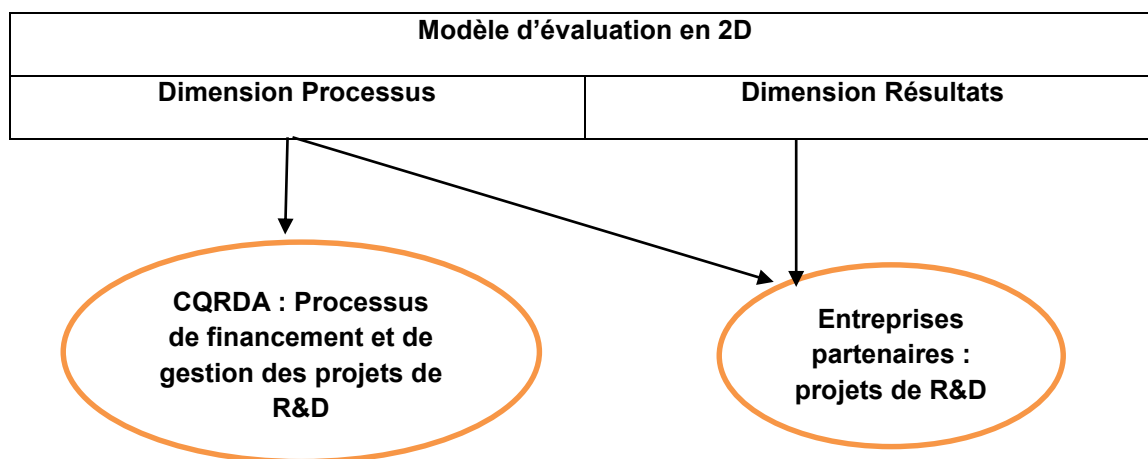 Modèle d’évaluation en 2D
Dimension Processus
Dimension Résultats
CQRDA : Processus
de financement et de
gestion des projets de
R&D
Entreprises
partenaires :
projets de R&D